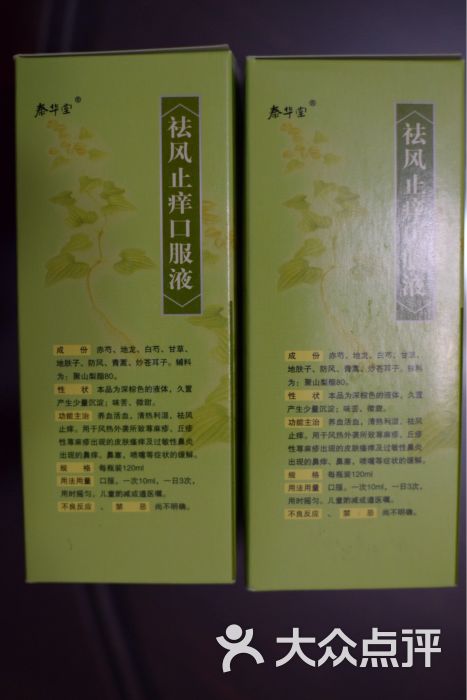 秦华堂®
祛风止痒口服液
成份 赤芍、地龙、白芍、甘草、
地肤子、防风、青蒿、炒苍耳子。辅料
为：聚山梨酯80。
性状 本品为深棕色的液体，久置
产生少量沉淀；味苦、微甜。
功能主治 养血活血，清热利湿，祛风
止痒。用于风热外袭所致荨麻疹、丘疹
性荨麻疹出现的皮肤瘙痒及过敏性鼻炎
出现的鼻痒、鼻塞、喷嚏等症状的缓解。
规格 每瓶装120ml
用法用量 口服。一次10ml，一日3次，
用时摇匀。儿童酌减或遵医嘱。
不良反应、禁忌 尚不明确。
秦华堂®
祛风止痒口服液
成份 赤芍、地龙、白芍、甘草、
地肤子、防风、青蒿、炒苍耳子。辅料
为：聚山梨酯80。
性状 本品为深棕色的液体，久置
产生少量沉淀；味苦、微甜。
功能主治 养血活血，清热利湿，祛风
止痒。用于风热外袭所致荨麻疹、丘疹
性荨麻疹出现的皮肤瘙痒及过敏性鼻炎
出现的鼻痒、鼻塞、喷嚏等症状的缓解。
规格 每瓶装120ml
用法用量 口服。一次10ml，一日3次，
用时摇匀。儿童酌减或遵医嘱。
不良反应、禁忌 尚不明确。
大众点评